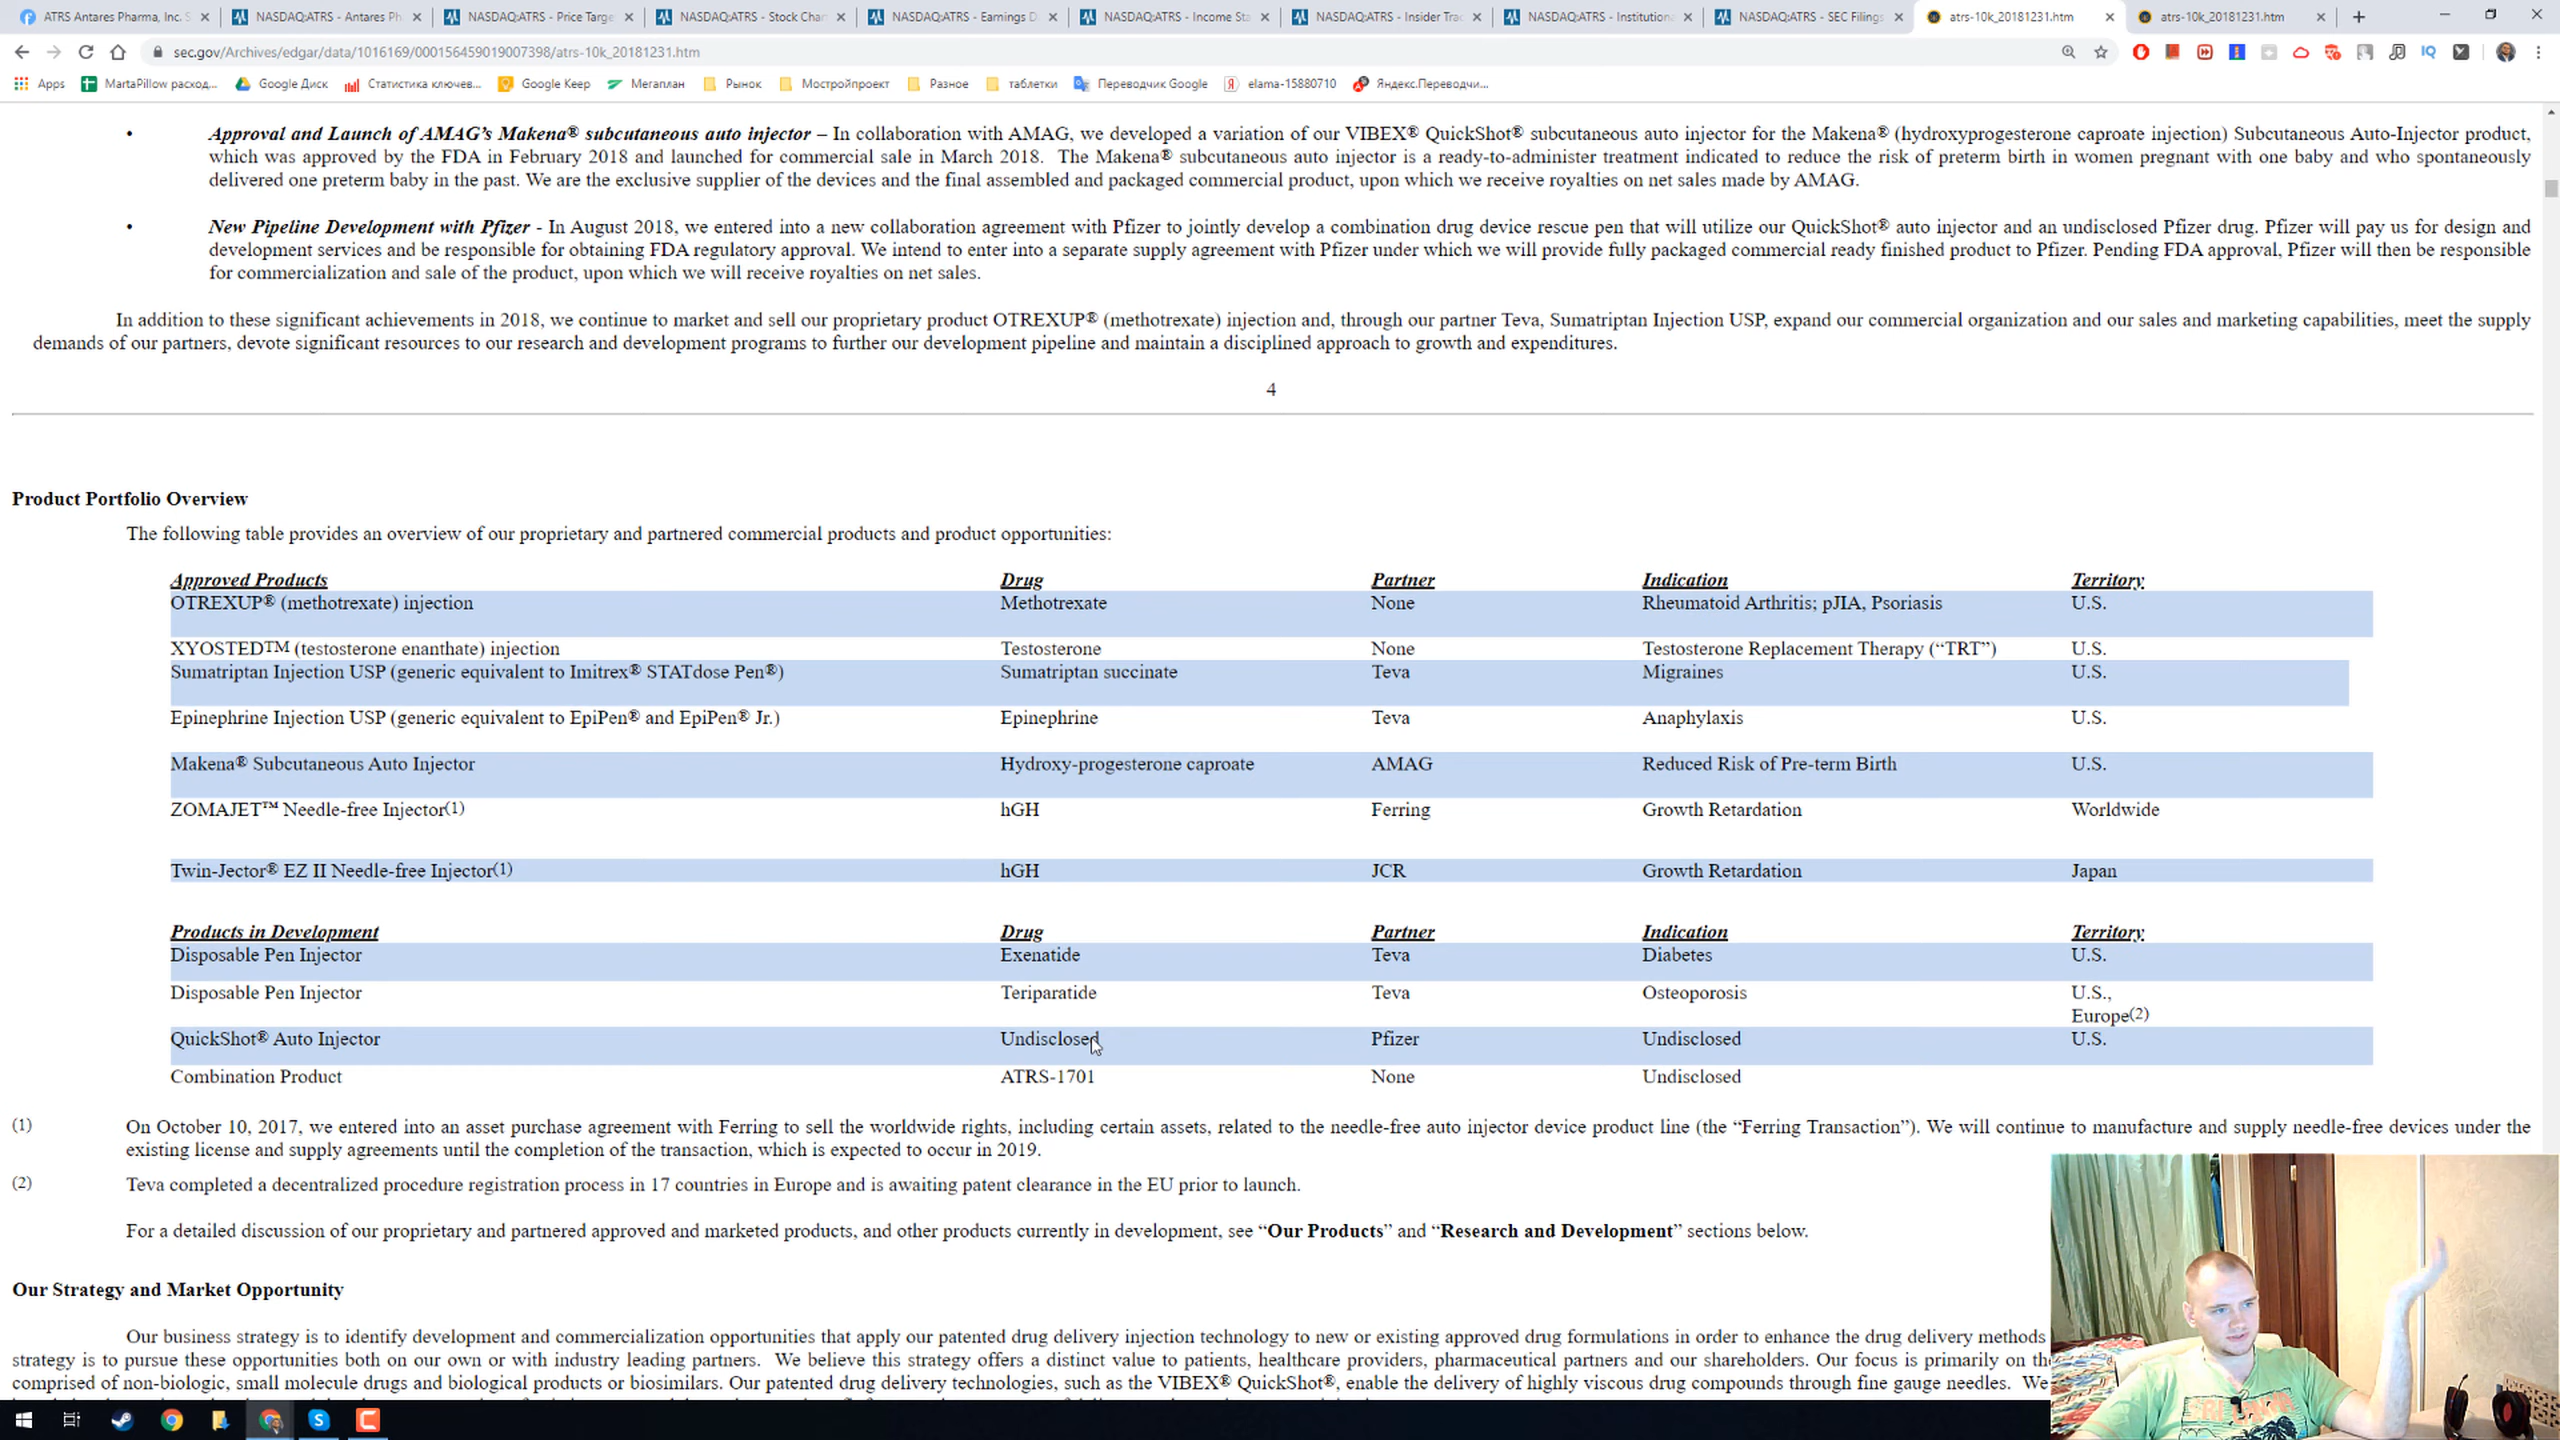 ATRS Antares Pharma, Inc. S
NASDAQ:ATRS - Antares Ph
NASDAQ:ATRS - Price Targe
NASDAQ:ATRS - Stock Char
NASDAQ:ATRS - Earnings D
NASDAQ:ATRS - Income Sta
NASDAQ:ATRS - Insider Trac
NASDAQ:ATRS - Institutiona
NASDAQ:ATRS - SEC Filings
atrs-10k_20181231.htm
atrs-10k_20181231.htm
sec.gov/Archives/edgar/data/1016169/000156459019007398/atrs-10k_20181231.htm
Apps
MartaPillow расход...
Google Диск
Статистика ключев...
Google Keep
Мегаплан
Рынок
Мостройпроект
Разное
таблетки
Переводчик Google
elama-15880710
Яндекс.Переводчи...
• Approval and Launch of AMAG's Makena® subcutaneous auto injector – In collaboration with AMAG, we developed a variation of our VIBEX® QuickShot® subcutaneous auto injector for the Makena® (hydroxyprogesterone caproate injection) Subcutaneous Auto-Injector product,
which was approved by the FDA in February 2018 and launched for commercial sale in March 2018. The Makena® subcutaneous auto injector is a ready-to-administer treatment indicated to reduce the risk of preterm birth in women pregnant with one baby and who spontaneously
delivered one preterm baby in the past. We are the exclusive supplier of the devices and the final assembled and packaged commercial product, upon which we receive royalties on net sales made by AMAG.
• New Pipeline Development with Pfizer - In August 2018, we entered into a new collaboration agreement with Pfizer to jointly develop a combination drug device rescue pen that will utilize our QuickShot® auto injector and an undisclosed Pfizer drug. Pfizer will pay us for design and
development services and be responsible for obtaining FDA regulatory approval. We intend to enter into a separate supply agreement with Pfizer under which we will provide fully packaged commercial ready finished product to Pfizer. Pending FDA approval, Pfizer will then be responsible
for commercialization and sale of the product, upon which we will receive royalties on net sales.
In addition to these significant achievements in 2018, we continue to market and sell our proprietary product OTREXUP® (methotrexate) injection and, through our partner Teva, Sumatriptan Injection USP, expand our commercial organization and our sales and marketing capabilities, meet the supply
demands of our partners, devote significant resources to our research and development programs to further our development pipeline and maintain a disciplined approach to growth and expenditures.
4
Product Portfolio Overview
The following table provides an overview of our proprietary and partnered commercial products and product opportunities:
Approved Products Drug Partner Indication Territory
OTREXUP® (methotrexate) injection Methotrexate None Rheumatoid Arthritis; pJIA, Psoriasis U.S.
XYOSTED™ (testosterone enanthate) injection Testosterone None Testosterone Replacement Therapy (“TRT”) U.S.
Sumatriptan Injection USP (generic equivalent to Imitrex® STATdose Pen®) Sumatriptan succinate Teva Migraines U.S.
Epinephrine Injection USP (generic equivalent to EpiPen® and EpiPen® Jr.) Epinephrine Teva Anaphylaxis U.S.
Makena® Subcutaneous Auto Injector Hydroxy-progesterone caproate AMAG Reduced Risk of Pre-term Birth U.S.
ZOMAJET™ Needle-free Injector(1) hGH Ferring Growth Retardation Worldwide
Twin-Jector® EZ II Needle-free Injector(1) hGH JCR Growth Retardation Japan
Products in Development Drug Partner Indication Territory
Disposable Pen Injector Exenatide Teva Diabetes U.S.
Disposable Pen Injector Teriparatide Teva Osteoporosis U.S.,
Europe(2)
QuickShot® Auto Injector Undisclosed Pfizer Undisclosed U.S.
Combination Product ATRS-1701 None Undisclosed
(1) On October 10, 2017, we entered into an asset purchase agreement with Ferring to sell the worldwide rights, including certain assets, related to the needle-free auto injector device product line (the “Ferring Transaction”). We will continue to manufacture and supply needle-free devices under the
existing license and supply agreements until the completion of the transaction, which is expected to occur in 2019.
(2) Teva completed a decentralized procedure registration process in 17 countries in Europe and is awaiting patent clearance in the EU prior to launch.
For a detailed discussion of our proprietary and partnered approved and marketed products, and other products currently in development, see “Our Products” and “Research and Development” sections below.
Our Strategy and Market Opportunity
Our business strategy is to identify development and commercialization opportunities that apply our patented drug delivery injection technology to new or existing approved drug formulations in order to enhance the drug delivery methods
strategy is to pursue these opportunities both on our own or with industry leading partners. We believe this strategy offers a distinct value to patients, healthcare providers, pharmaceutical partners and our shareholders. Our focus is primarily on
comprised of non-biologic, small molecule drugs and biological products or biosimilars. Our patented drug delivery technologies, such as the VIBEX® QuickShot®, enable the delivery of highly viscous drug compounds through fine gauge needles. We